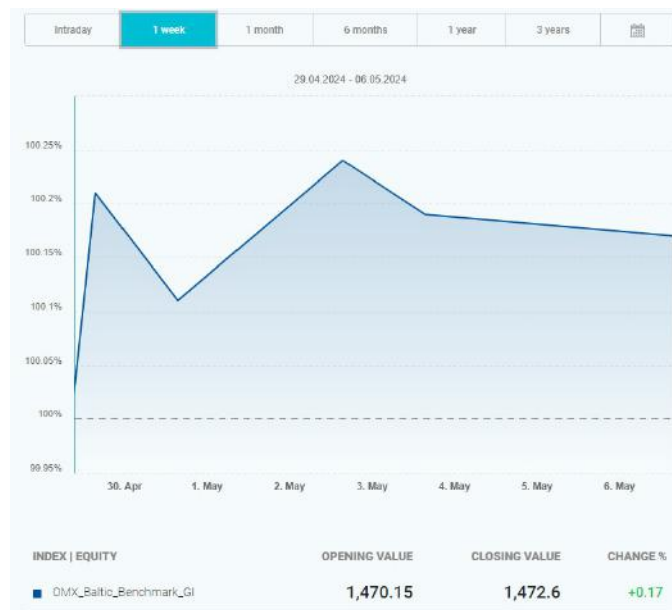 Intraday 1 week 1 month 6 months 1 year 3 years
29.04.2024 - 06.05.2024
100.25%
100.2%
100.15%
100.1%
100.05%
100%
99.95%
30. Apr 1. May 2. May 3. May 4. May 5. May 6. May
INDEX | EQUITY OPENING VALUE CLOSING VALUE CHANGE %
OMX_Baltic_Benchmark_GI 1,470.15 1,472.6 +0.17